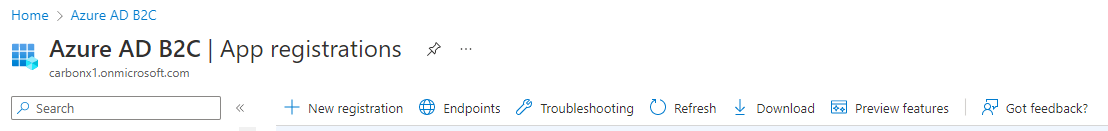 Home > Azure AD B2C
Azure AD B2C | App registrations
carbonx1.onmicrosoft.com
Search
New registration Endpoints Troubleshooting Refresh Download Preview features Got feedback?